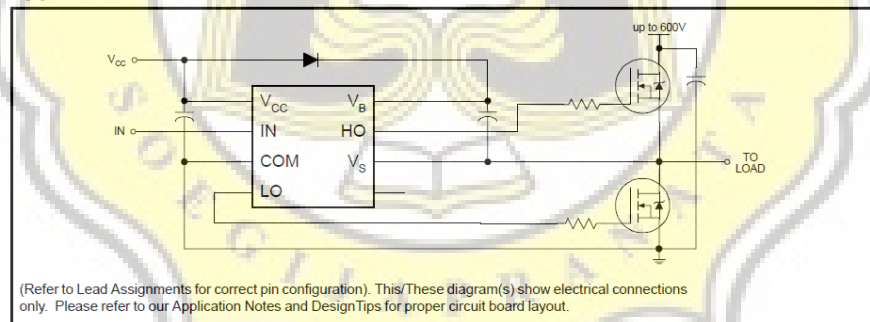 up to 600V
VCC
VCC VB
IN
IN HO
COM VS
TO
LOAD
LO
SOEGIJAPRANATA
(Refer to Lead Assignments for correct pin configuration). This/These diagram(s) show electrical connections
only. Please refer to our Application Notes and DesignTips for proper circuit board layout.